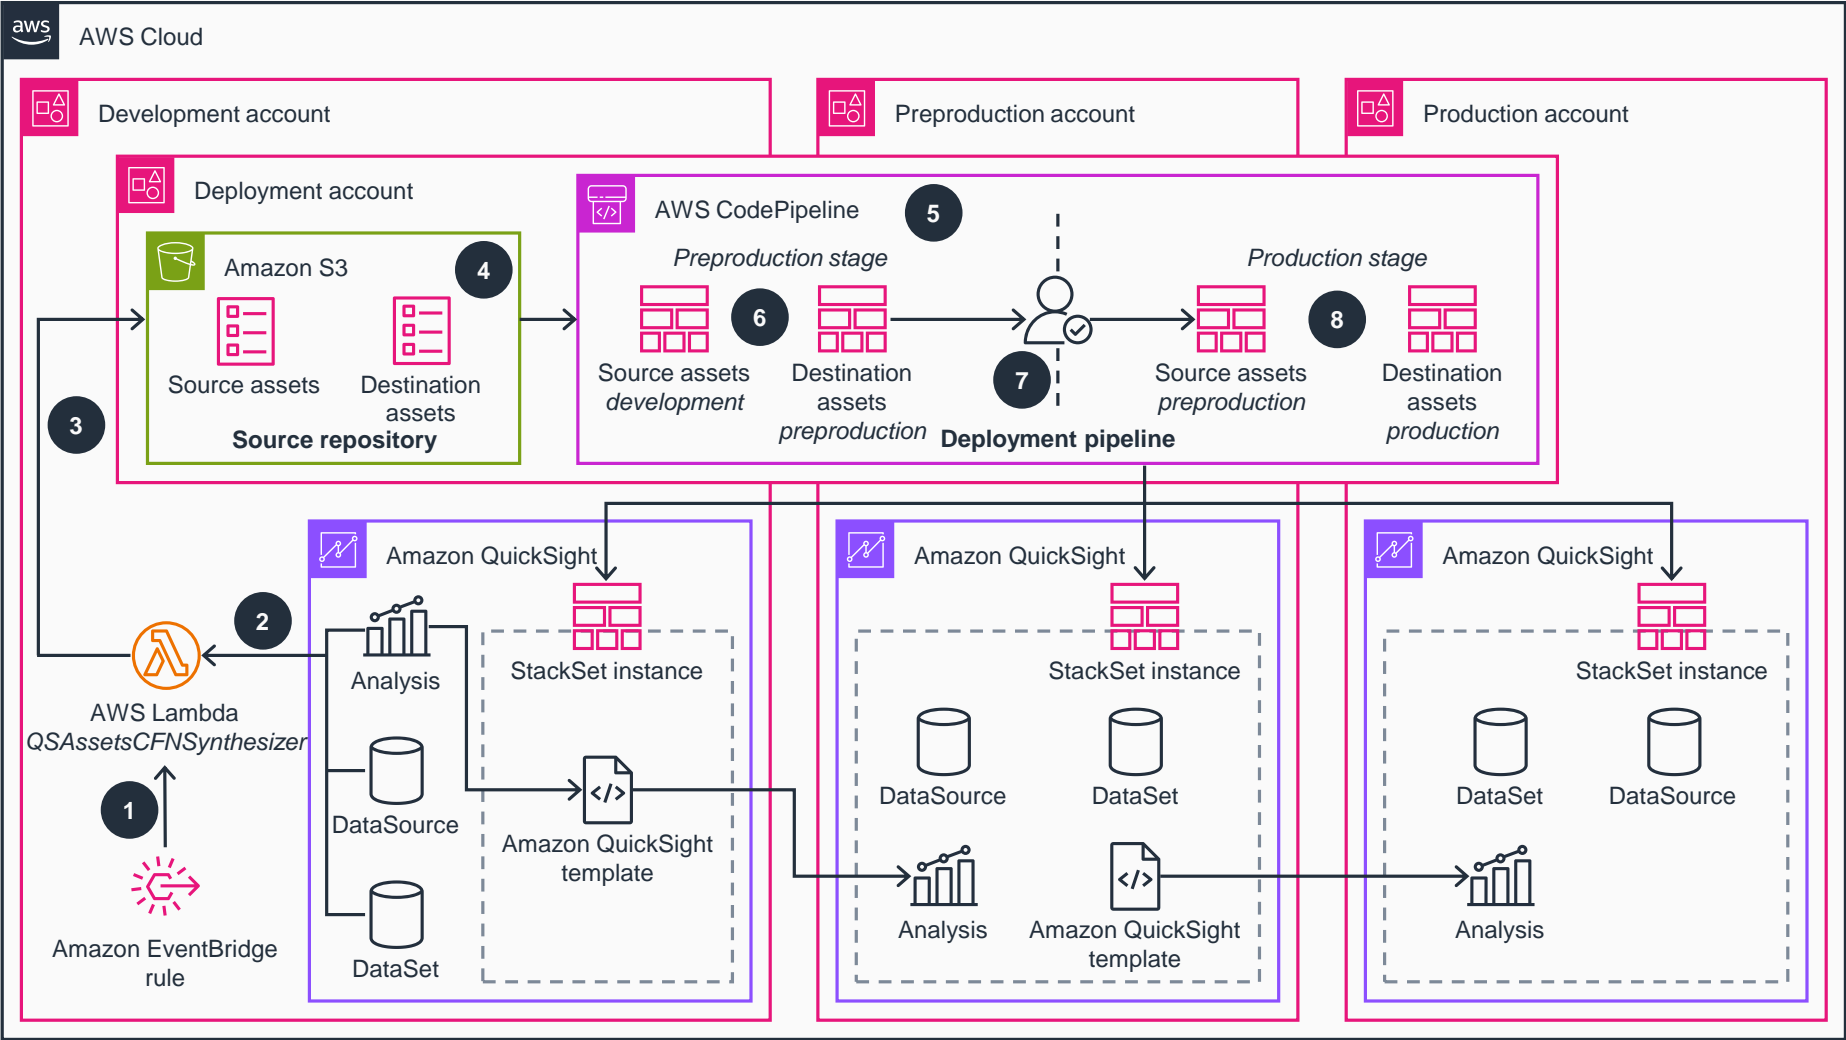 aws
AWS Cloud
Development account
Preproduction account
Production account
Deployment account
AWS CodePipeline
5
Amazon S3
4
Source assets
Destination
assets
Source repository
Preproduction stage
Production stage
6
8
7
Source assets
development
Destination
assets
preproduction
Deployment pipeline
Source assets
preproduction
Destination
assets
production
3
2
1
AWS Lambda
QSAssetsCFNSynthesizer
Amazon EventBridge
rule
Amazon QuickSight
Analysis
DataSource
DataSet
StackSet instance
Amazon QuickSight
template
Amazon QuickSight
StackSet instance
DataSource
DataSet
Analysis
Amazon QuickSight
template
Amazon QuickSight
StackSet instance
DataSet
DataSource
Analysis